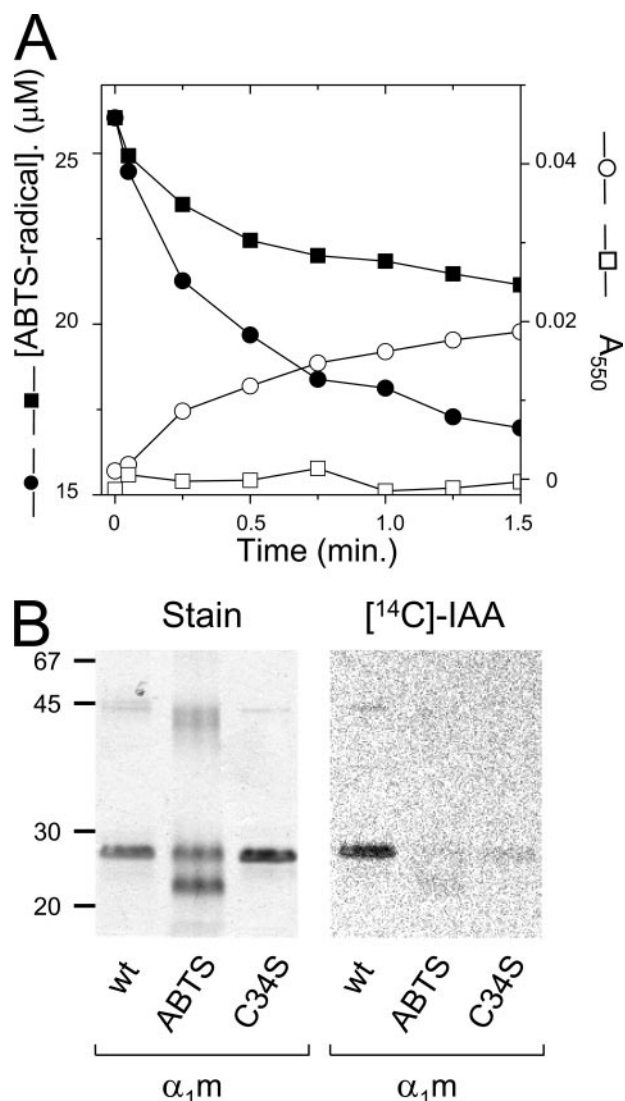 A
[ABTS-radical]. (μM)
25
20
15
0.04
0.02
0
A₅₅₀
0
0.5
1.0
1.5
Time (min.)
B
Stain
[¹⁴C]-IAA
67
45
30
20
wt
ABTS
C34S
wt
ABTS
C34S
α₁m
α₁m